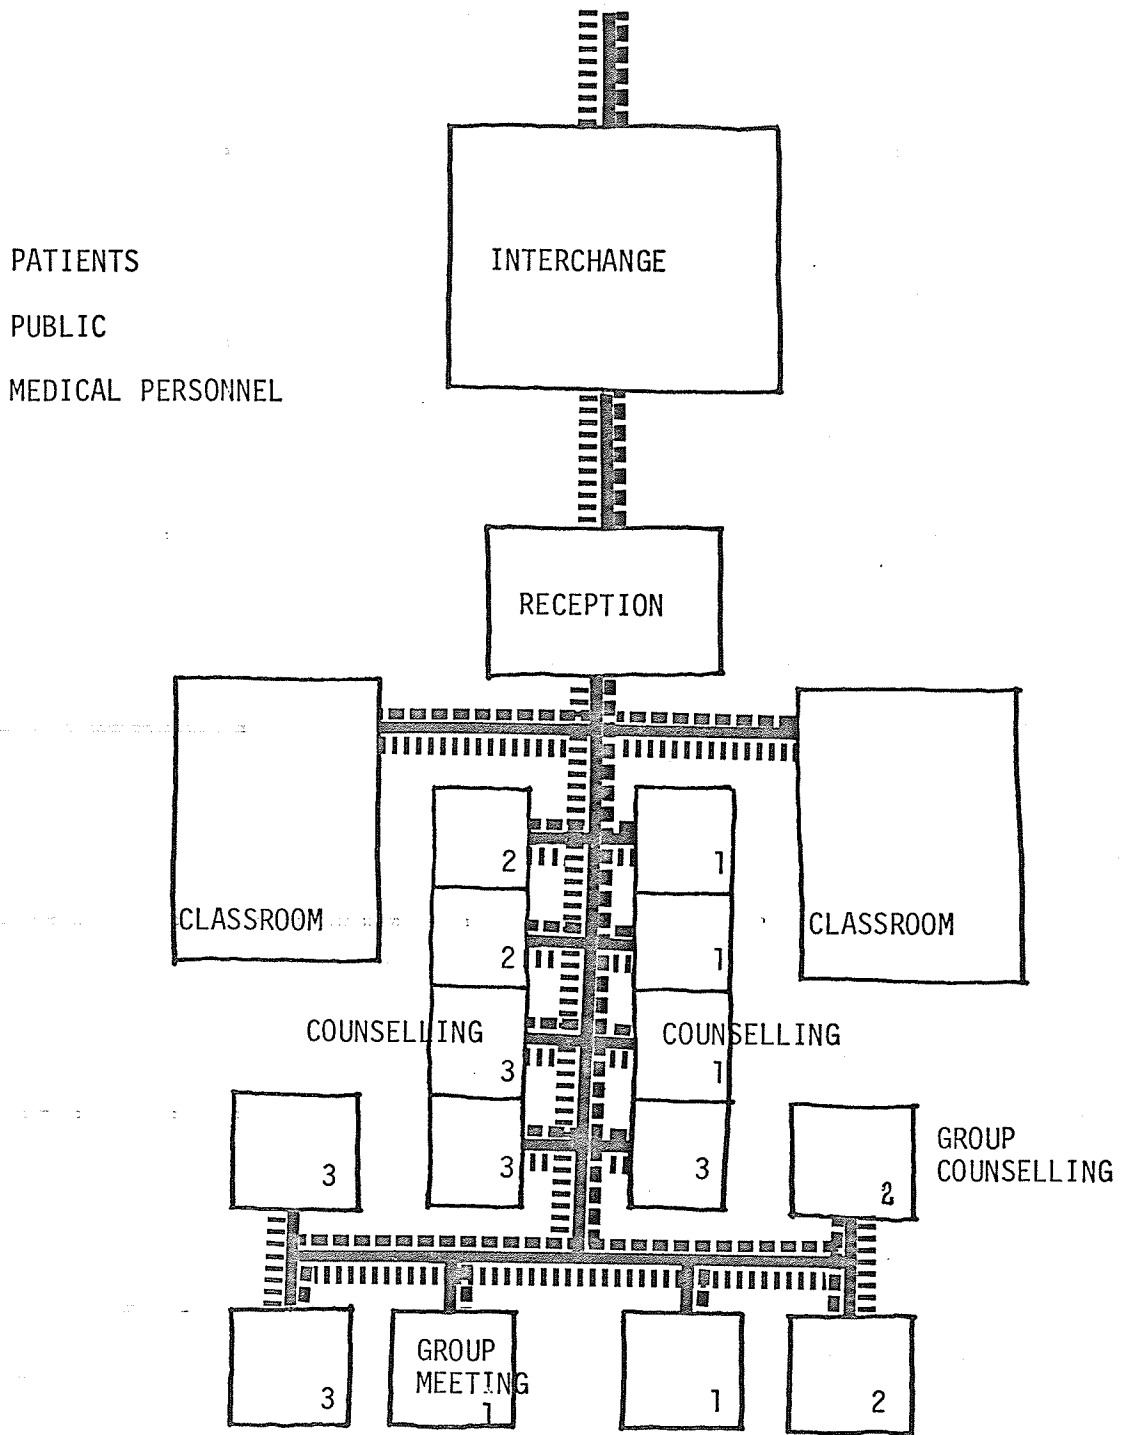 INTERCHANGE
PATIENTS
PUBLIC
MEDICAL PERSONNEL
RECEPTION
2
1
CLASSROOM
CLASSROOM
2
1
COUNSELLING
COUNSELLING
3
1
GROUP
COUNSELLING
3
3
3
2
GROUP
MEETING
3
1
1
2